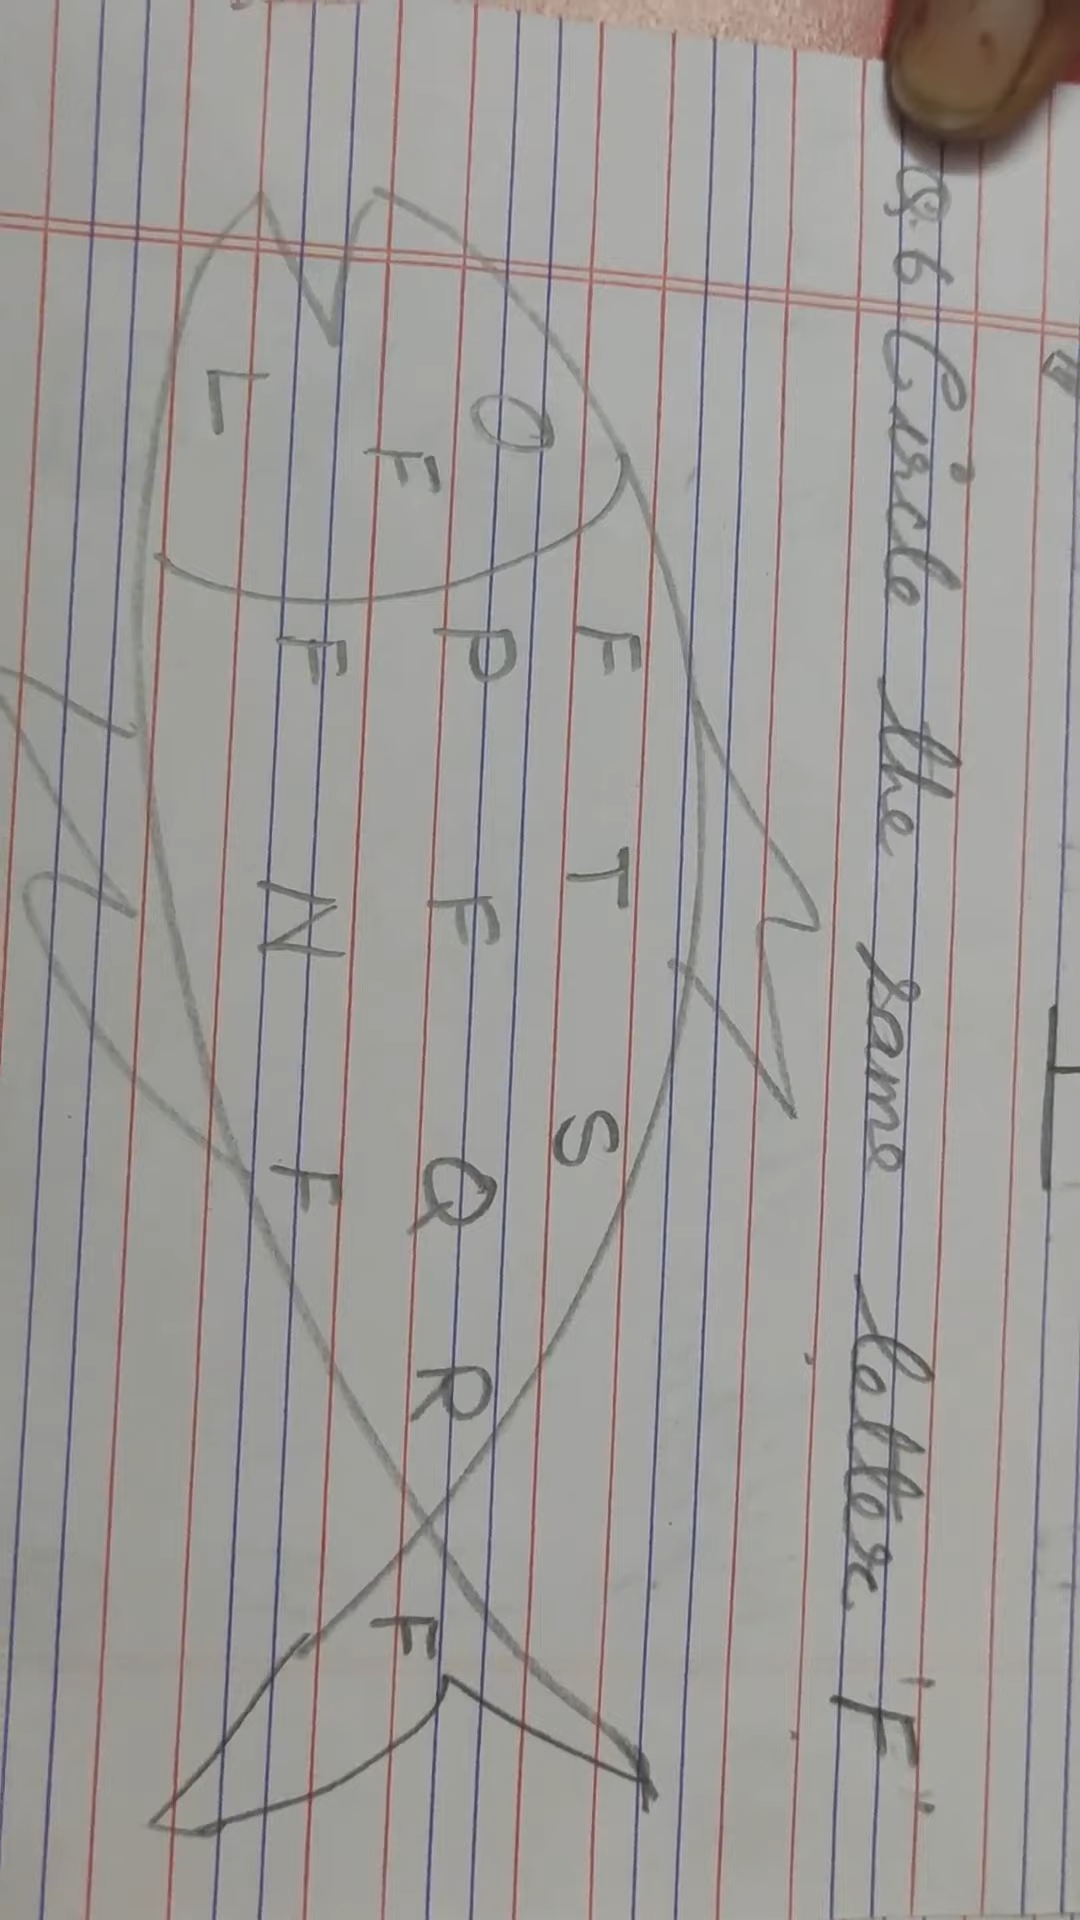 Q.6 Circle the same letter "F"
F T S
O P F Q R F
F
L F N F